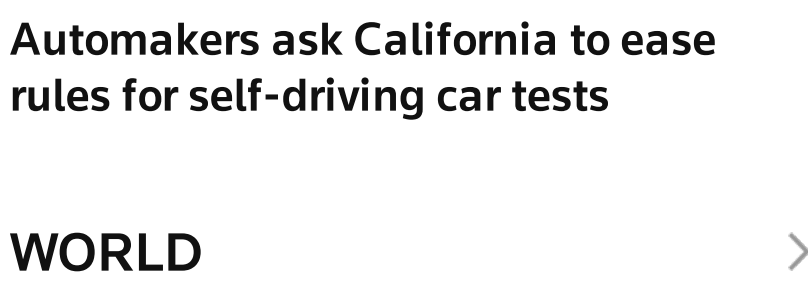 Automakers ask California to ease
rules for self-driving car tests
WORLD